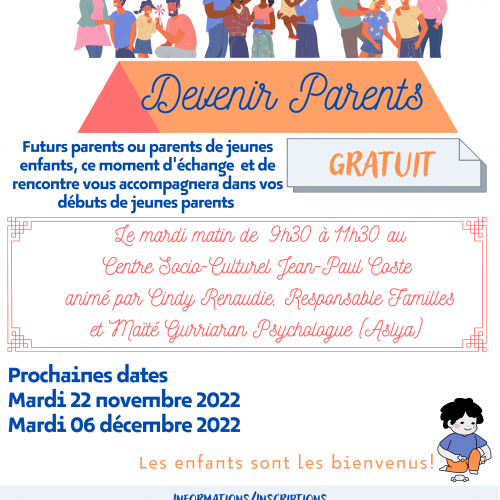 Devenir Parents
Futurs parents ou parents de jeunes
enfants, ce moment d'échange et de
rencontre vous accompagnera dans vos
débuts de jeunes parents
GRATUIT
Le mardi matin de 9h30 à 11h30 au
Centre Socio-Culturel Jean-Paul Coste
animé par Cindy Renaudie, Responsable Familles
et Maïté Gurriaran Psychologue (Aslya)
Prochaines dates
Mardi 22 novembre 2022
Mardi 06 décembre 2022
Les enfants sont les bienvenus!
INFORMATIONS/INSCRIPTIONS